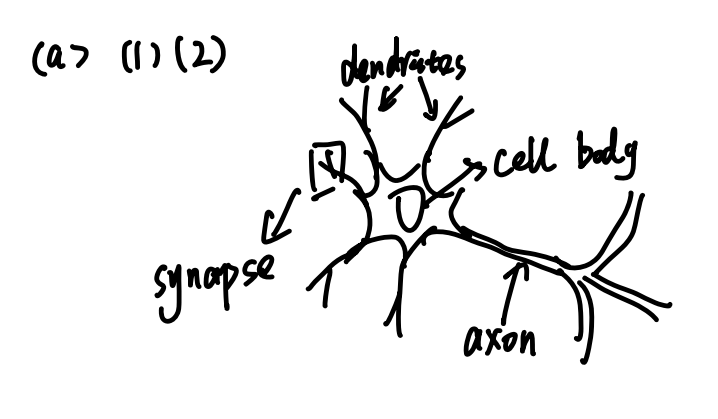 (a) (1) (2)
dendrites
cell body
synapse
axon